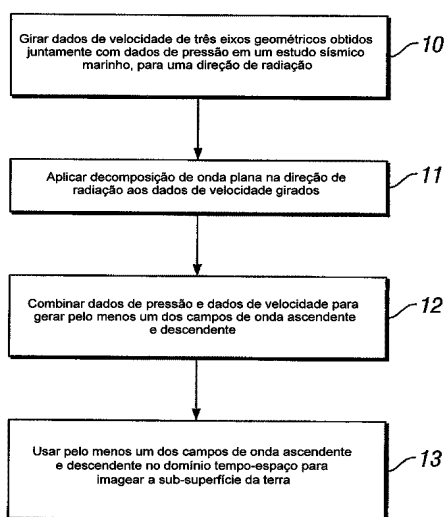 Girar dados de velocidade de três eixos geométricos obtidos
juntamente com dados de pressão em um estudo sísmico
marinho, para uma direção de radiação
10
Aplicar decomposição de onda plana na direção de
radiação aos dados de velocidade girados
11
Combinar dados de pressão e dados de velocidade para
gerar pelo menos um dos campos de onda ascendente
e descendente
12
Usar pelo menos um dos campos de onda ascendente
e descendente no domínio tempo-espaço para
imagear a sub-superfície da terra
13